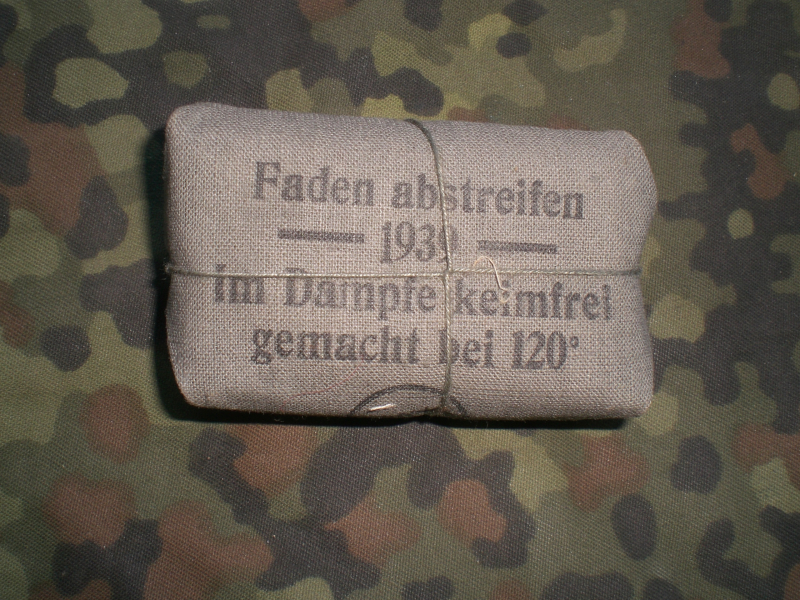 Faden abstreifen
— 1939 —
Im Dampfe keimfrei
gemacht bei 120°